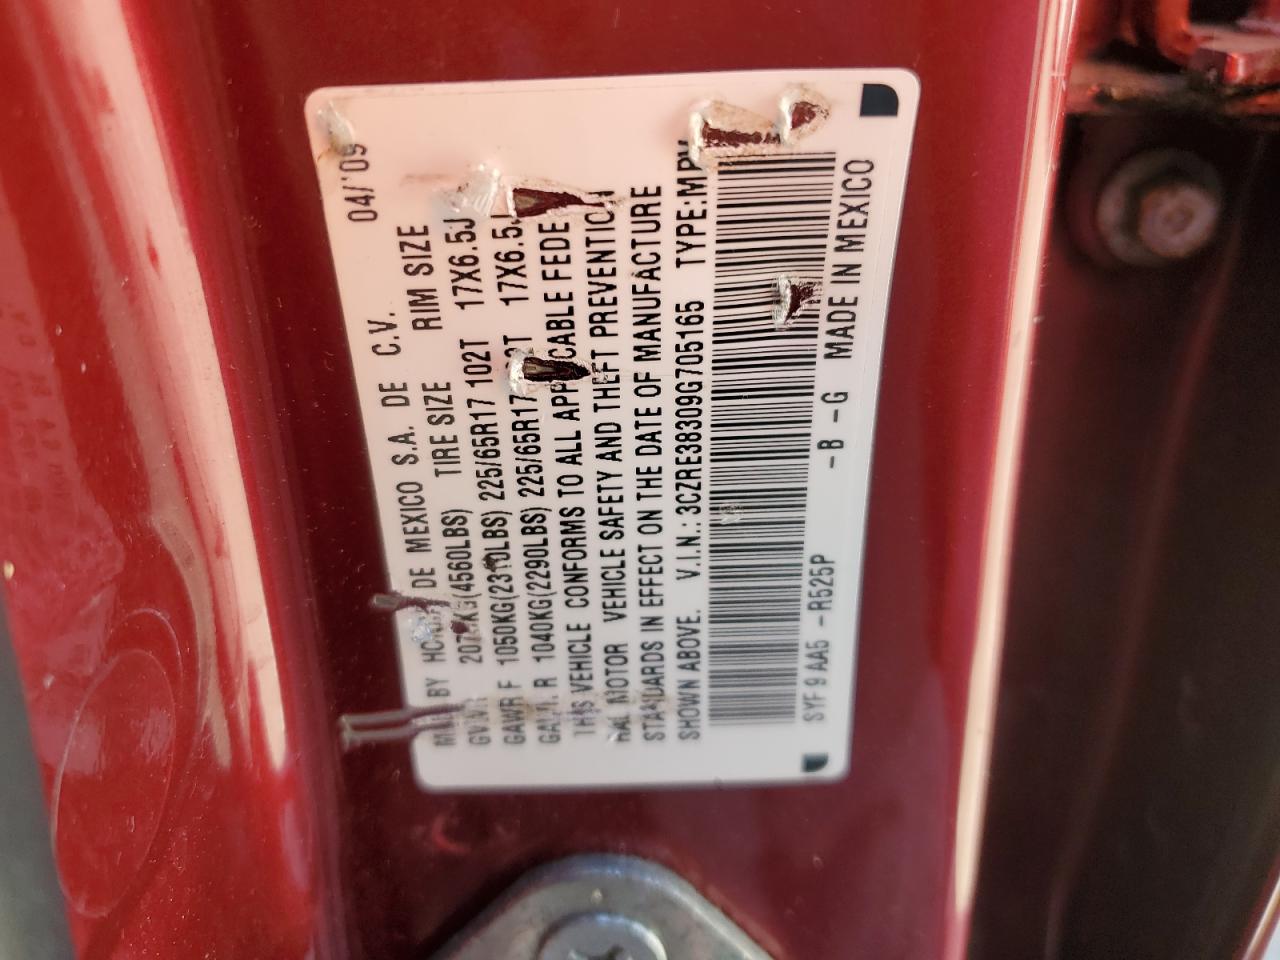 04/'09
BY DE MEXICO S.A. DE C.V.
(4560LBS) TIRE SIZE RIM SIZE
GAWR F 1050KG(2310LBS) 225/65R17 102T 17X6.5J
R 1040KG(2290LBS) 225/65R17 17X6.5J
THIS VEHICLE CONFORMS TO ALL APPLICABLE FEDE
MOTOR VEHICLE SAFETY AND THEFT PREVENTION
STANDARDS IN EFFECT ON THE DATE OF MANUFACTURE
SHOWN ABOVE. V.I.N.: 3CZRE38309G705165 TYPE:MPV
SYF 9 AA5 -R525P -B -G MADE IN MEXICO